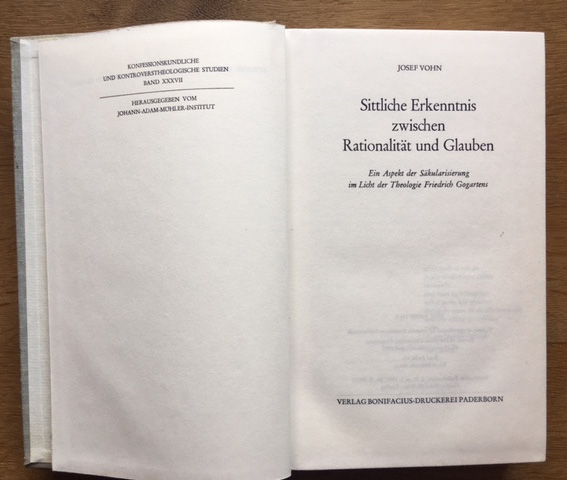 KONFESSIONSKUNDLICHE
UND KONTROVERSTHEOLOGISCHE STUDIEN
BAND XXXVII
HERAUSGEGEBEN VOM
JOHANN-ADAM-MÖHLER-INSTITUT
JOSEF VOHN
Sittliche Erkenntnis
zwischen
Rationalität und Glauben
Ein Aspekt der Säkularisierung
im Licht der Theologie Friedrich Gogartens
VERLAG BONIFACIUS-DRUCKEREI PADERBORN